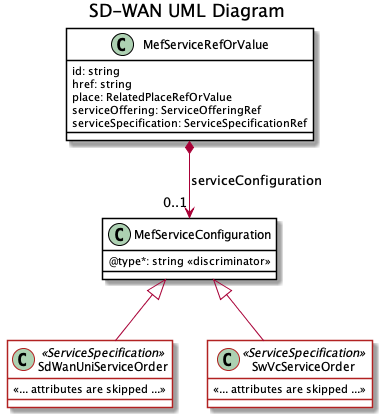 SD-WAN UML Diagram
C MefServiceRefOrValue
id: string
href: string
place: RelatedPlaceRefOrValue
serviceOffering: ServiceOfferingRef
serviceSpecification: ServiceSpecificationRef
serviceConfiguration
0..1
C MefServiceConfiguration
@type*: string «discriminator»
C «ServiceSpecification»
SdWanUniServiceOrder
«... attributes are skipped ...»
C «ServiceSpecification»
SwVcServiceOrder
«... attributes are skipped ...»